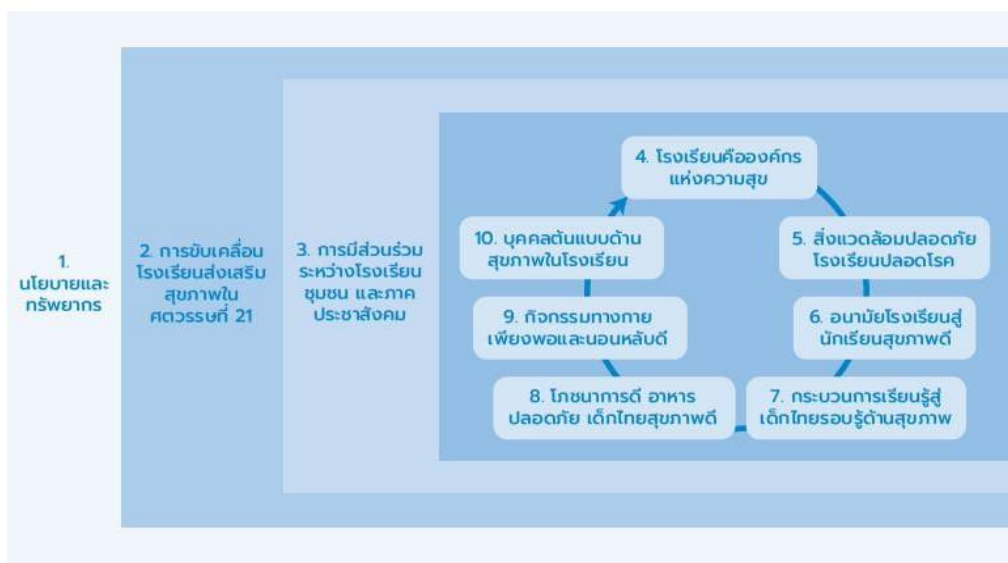 1.
นโยบายและ
ทรัพยากร
2. การขับเคลื่อน
โรงเรียนส่งเสริม
สุขภาพใน
ศตวรรษที่ 21
3. การมีส่วนร่วม
ระหว่างโรงเรียน
ชุมชน และภาค
ประชาสังคม
4. โรงเรียนคือองค์กร
แห่งความสุข
5. สิ่งแวดล้อมปลอดภัย
โรงเรียนปลอดโรค
6. อนามัยโรงเรียนสู่
นักเรียนสุขภาพดี
7. กระบวนการเรียนรู้สู่
เด็กไทยรอบรู้ด้านสุขภาพ
8. โภชนาการดี อาหาร
ปลอดภัย เด็กไทยสุขภาพดี
9. กิจกรรมทางกาย
เพียงพอและนอนหลับดี
10. บุคคลต้นแบบด้าน
สุขภาพในโรงเรียน